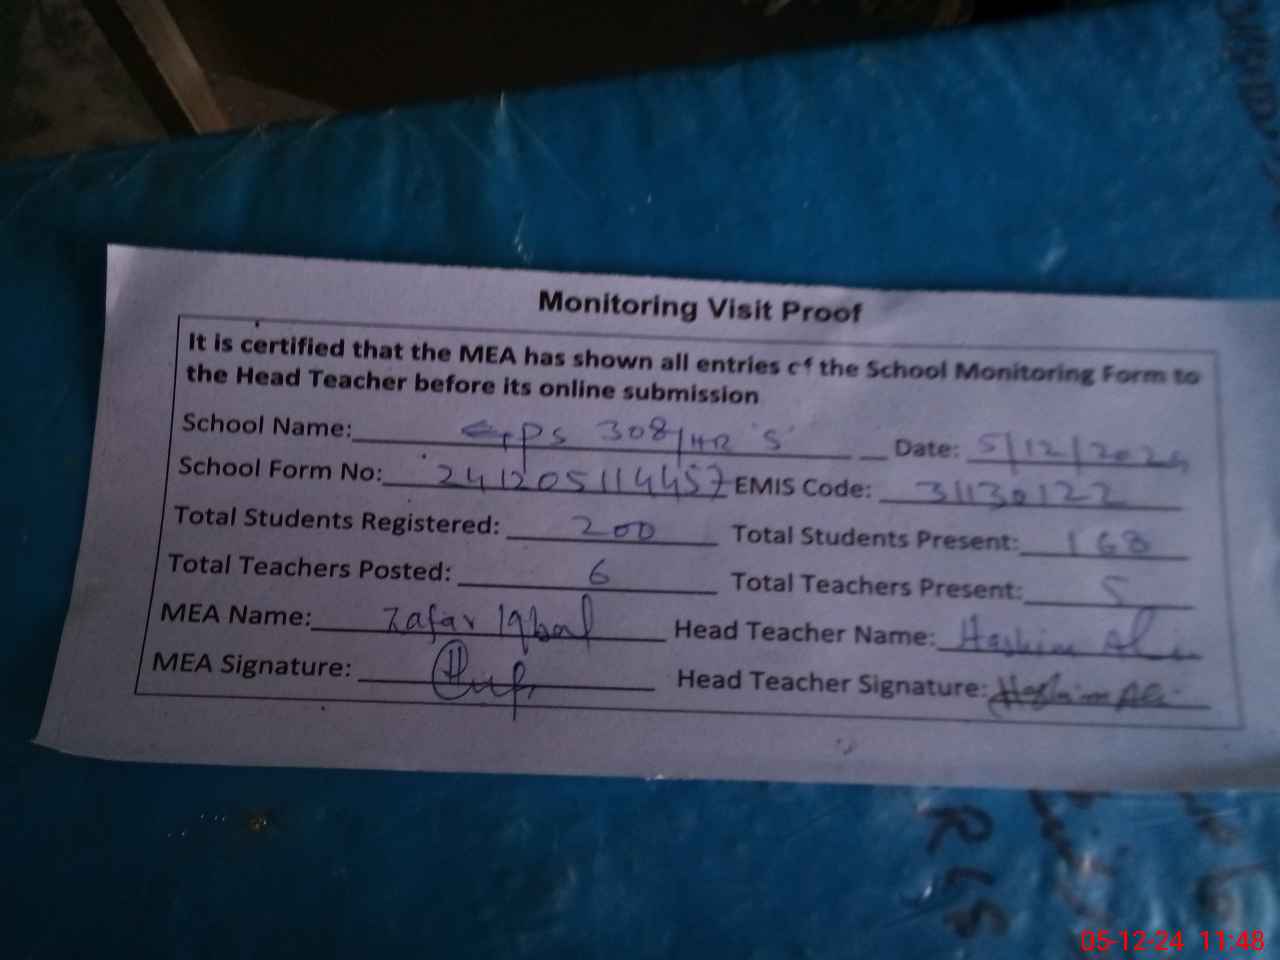 Monitoring Visit Proof
It is certified that the MEA has shown all entries of the School Monitoring Form to
the Head Teacher before its online submission
School Name: GPS 308/HR 'S' Date: 5/12/2024
School Form No: 241205114457 EMIS Code: 31130122
Total Students Registered: 200 Total Students Present: 168
Total Teachers Posted: 6 Total Teachers Present: 5
MEA Name: Zafar Iqbal Head Teacher Name: Hashim Ali
MEA Signature: Head Teacher Signature: Hashim Ali
05-12-24 11:48